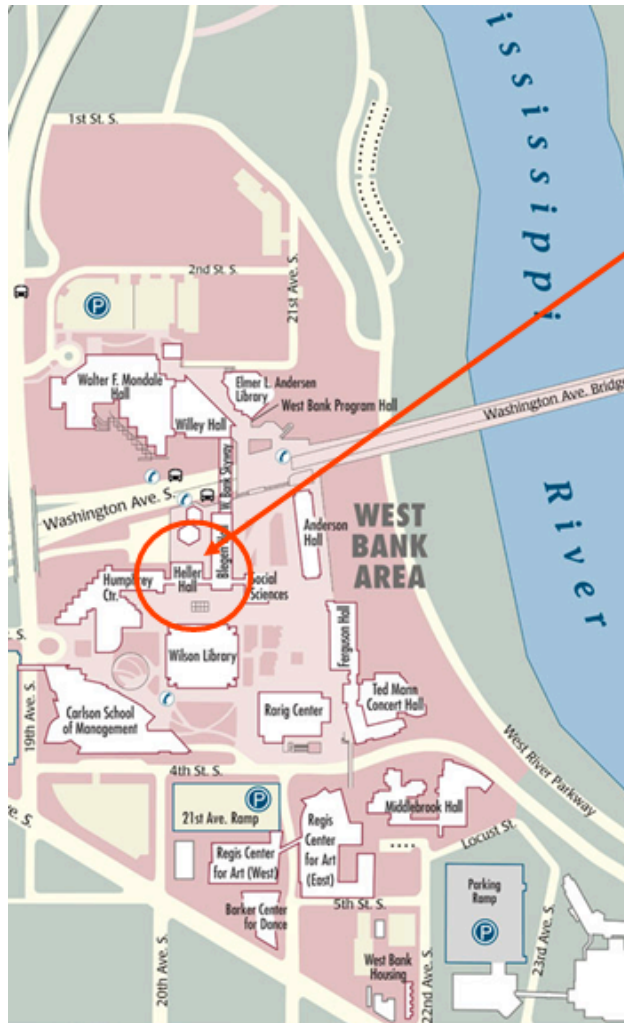 ississippi
River
1st St. S.
2nd St. S.
21st Ave. S.
P
Walter F. Mondale
Hall
Elmer L. Andersen
Library
West Bank Program Hall
Willey Hall
W. Bank Skyway
Washington Ave. Bridge
Washington Ave. S.
Blegen
Anderson
Hall
WEST
BANK
AREA
Heller
Hall
Humphrey
Ctr.
Social
Sciences
Ferguson Hall
Wilson Library
Ted Mann
Concert Hall
Rarig Center
19th Ave. S.
Carlson School
of Management
West River Parkway
4th St. S.
Middlebrook Hall
P
21st Ave. Ramp
Locust St.
Regis Center
for Art (West)
Regis
Center
for Art
(East)
Parking
Ramp
P
5th St. S.
Barker Center
for Dance
West Bank
Housing
20th Ave. S.
22nd Ave. S.
23rd Ave. S.